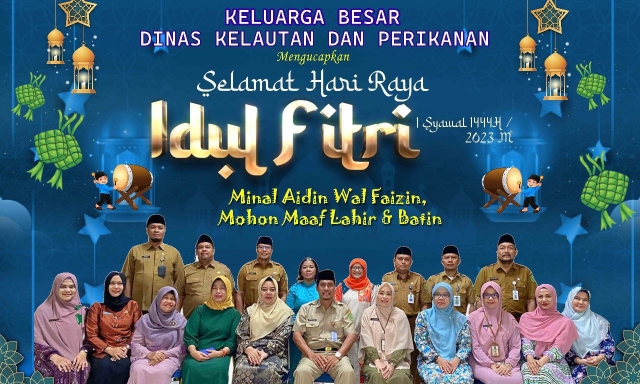 KELUARGA BESAR
DINAS KELAUTAN DAN PERIKANAN
Mengucapkan
Selamat Hari Raya
Idul Fitri
1 Syawal 1444H /
2023 M
Minal Aidin Wal Faizin,
Mohon Maaf Lahir & Batin